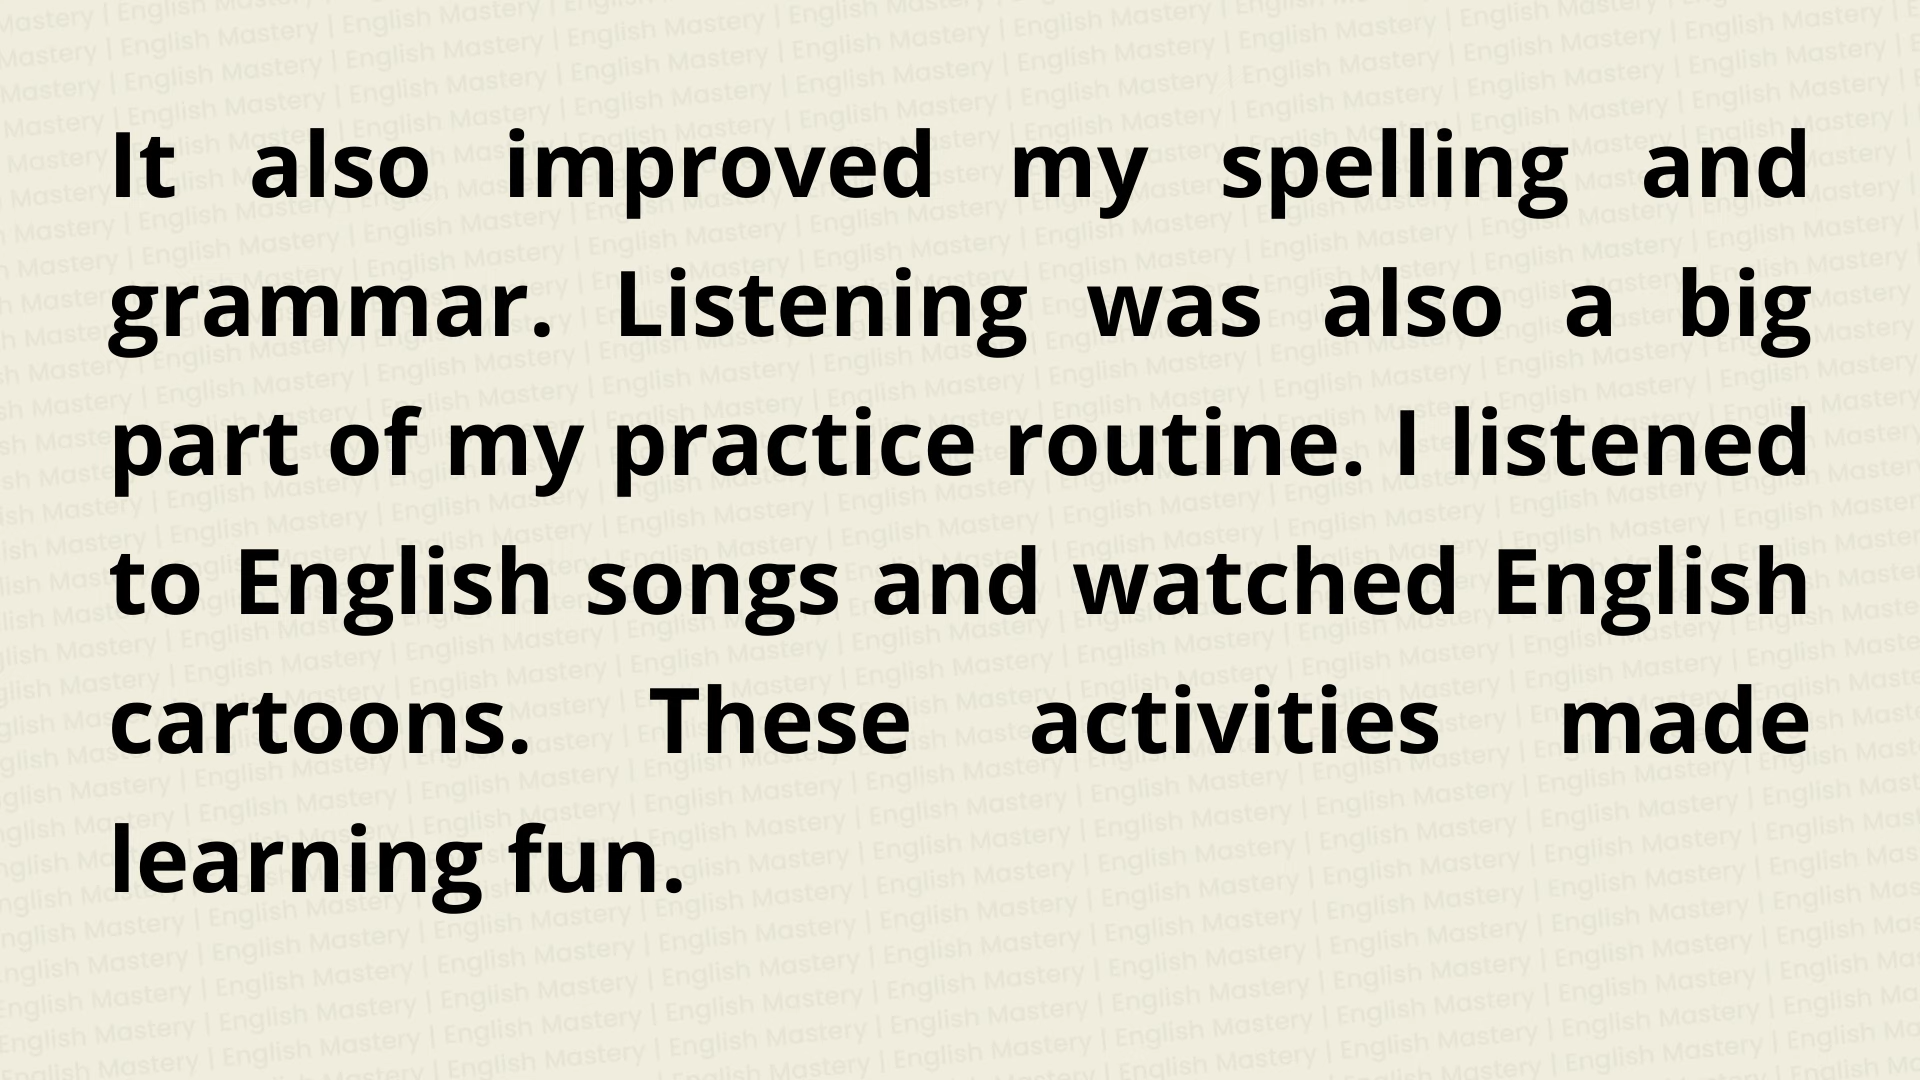 It also improved my spelling and
grammar. Listening was also a big
part of my practice routine. I listened
to English songs and watched English
cartoons. These activities made
learning fun.